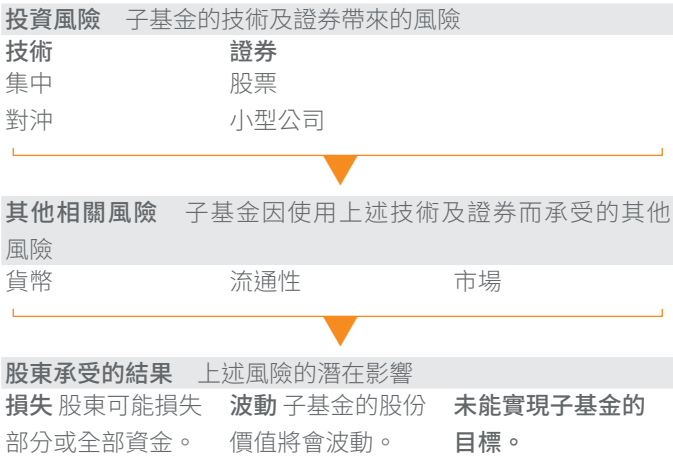 投資風險 子基金的技術及證券帶來的風險
技術 證券
集中 股票
對沖 小型公司
其他相關風險 子基金因使用上述技術及證券而承受的其他
風險
貨幣 流通性 市場
股東承受的結果 上述風險的潛在影響
損失 股東可能損失 波動 子基金的股份 未能實現子基金的
部分或全部資金。 價值將會波動。 目標。